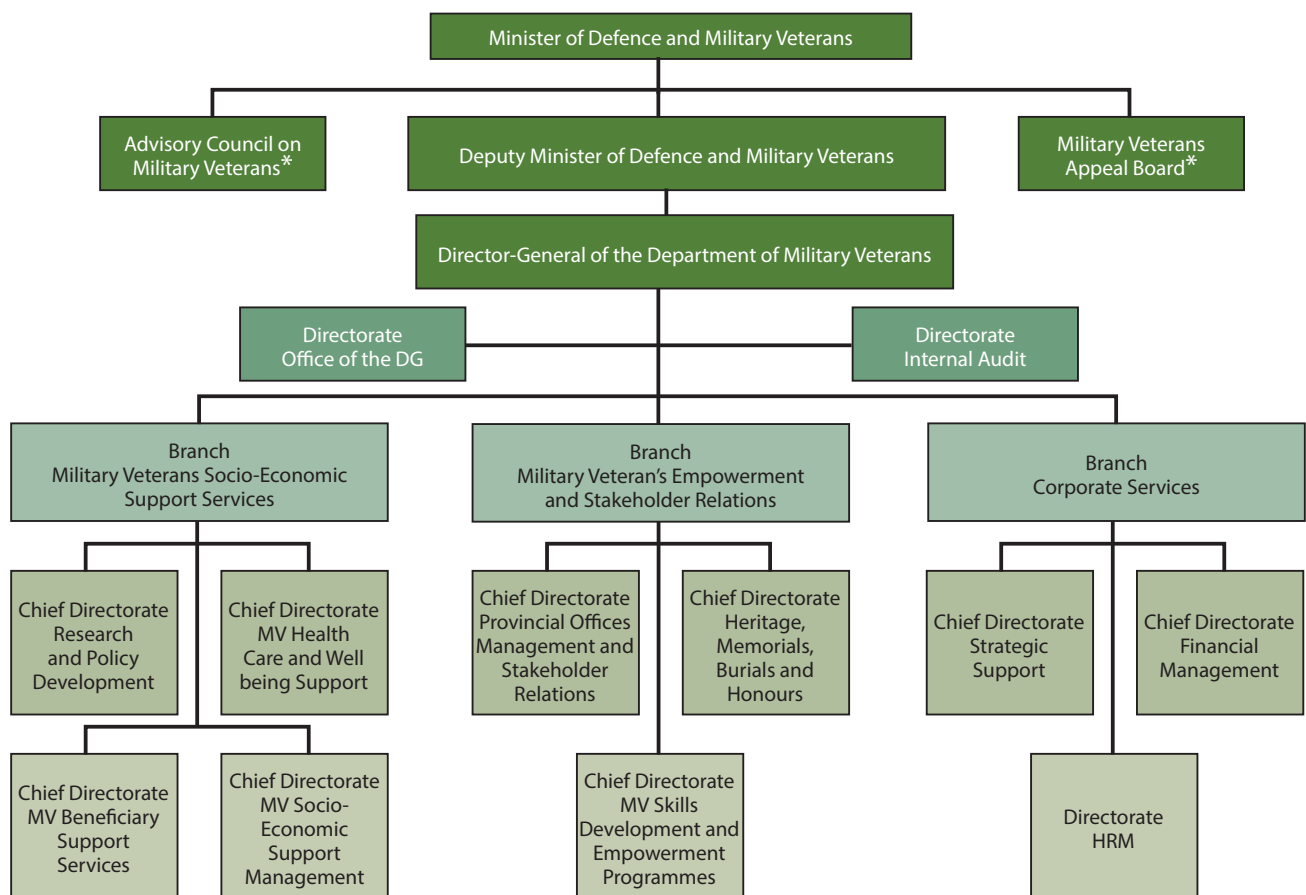 Minister of Defence and Military Veterans
Advisory Council on
Military Veterans*
Deputy Minister of Defence and Military Veterans
Military Veterans
Appeal Board*
Director-General of the Department of Military Veterans
Directorate
Office of the DG
Directorate
Internal Audit
Branch
Military Veterans Socio-Economic
Support Services
Branch
Military Veteran's Empowerment
and Stakeholder Relations
Branch
Corporate Services
Chief Directorate
Research
and Policy
Development
Chief Directorate
MV Health
Care and Well
being Support
Chief Directorate
Provincial Offices
Management and
Stakeholder
Relations
Chief Directorate
Heritage,
Memorials,
Burials and
Honours
Chief Directorate
Strategic
Support
Chief Directorate
Financial
Management
Chief Directorate
MV Beneficiary
Support
Services
Chief Directorate
MV Socio-
Economic
Support
Management
Chief Directorate
MV Skills
Development and
Empowerment
Programmes
Directorate
HRM